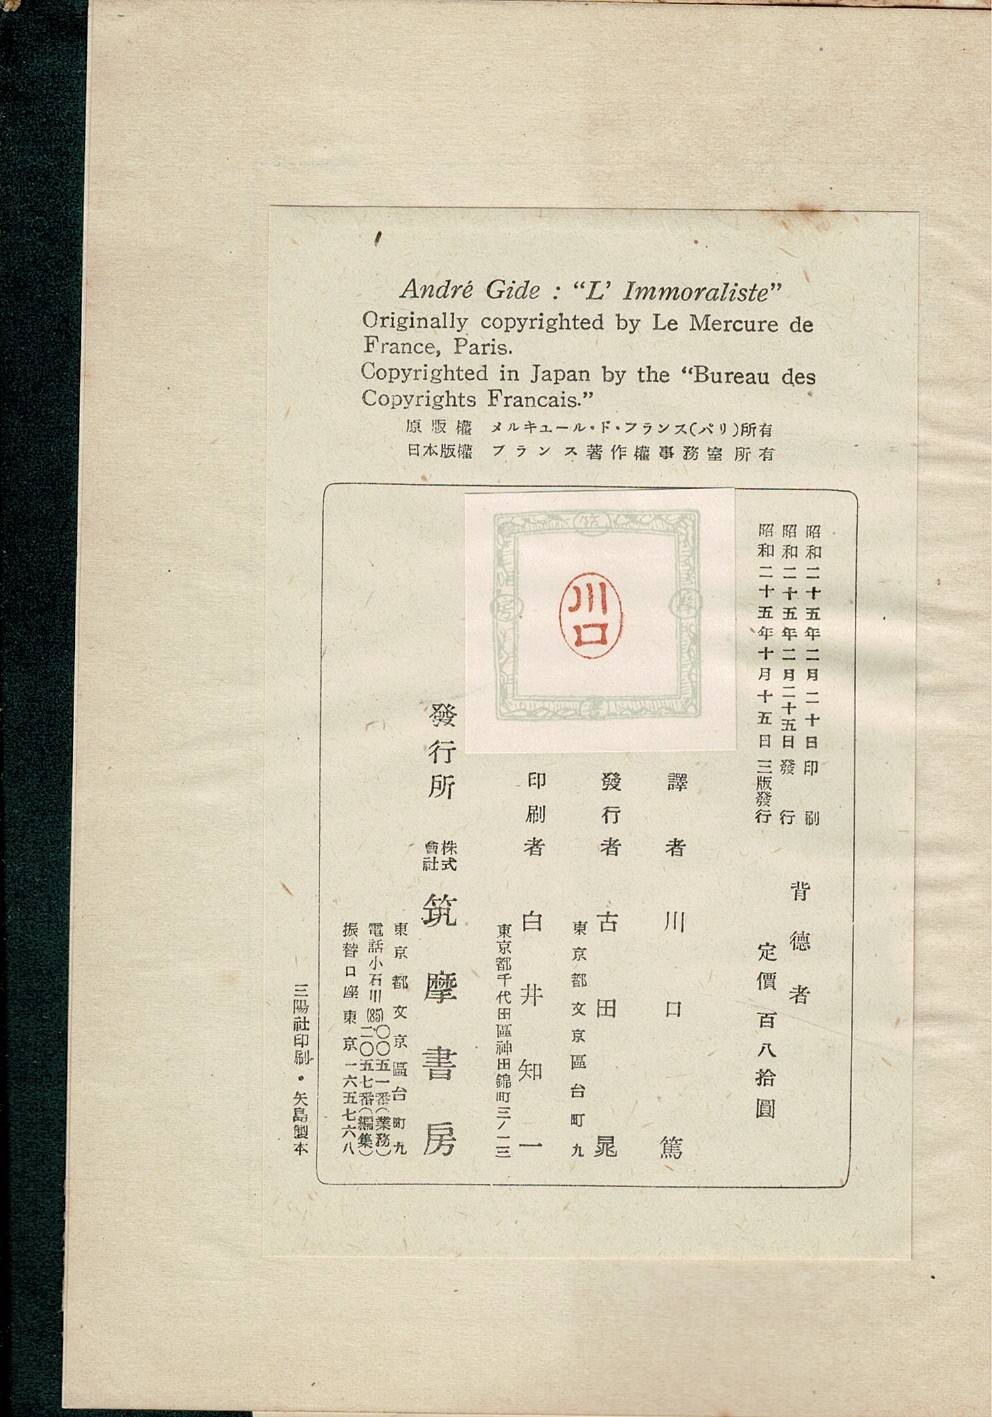 André Gide : “L’ Immoraliste”
Originally copyrighted by Le Mercure de
France, Paris.
Copyrighted in Japan by the “Bureau des
Copyrights Francais.”
原版權 メルキュール・ド・フランス(パリ)所有
日本版權 フランス著作權事務室所有
昭和二十五年二月二十日印刷
昭和二十五年二月二十五日發行
昭和二十五年十月十五日三版發行
背德者
定價百八拾圓
川口
譯者 川口篤
發行者 古田晁
東京都文京區台町九
印刷者 白井知一
東京都千代田區神田錦町三ノ一三
發行所 株式會社 筑摩書房
東京都文京區台町九
電話小石川(85)〇〇五一番(業務)
二〇五七番(編集)
振替口座東京一六五七六八
三陽社印刷・矢島製本